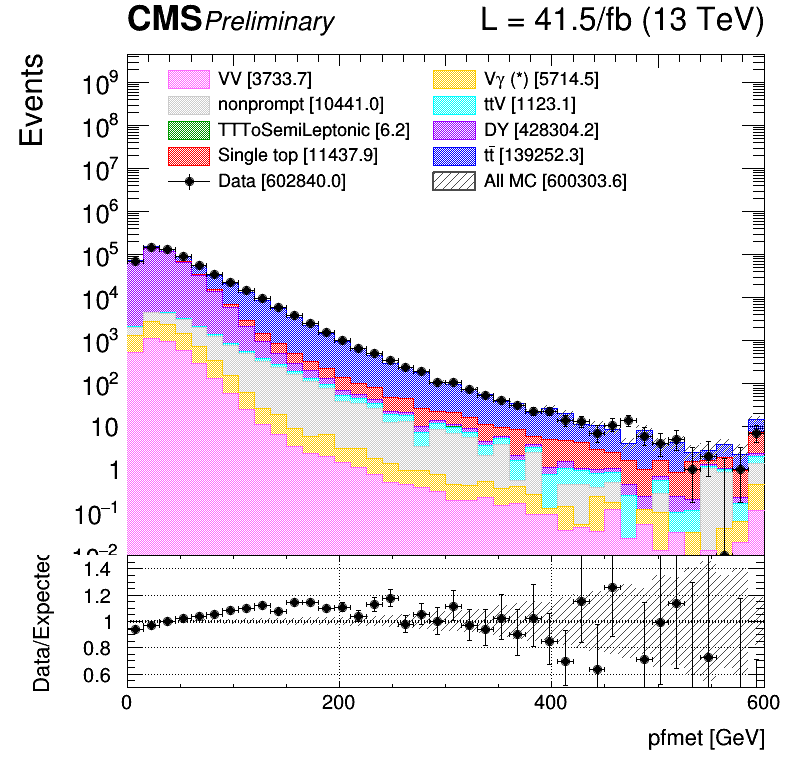 CMS Preliminary L = 41.5/fb (13 TeV)
Events
VV [3733.7] Vγ (*) [5714.5]
nonprompt [10441.0] ttV [1123.1]
TTToSemiLeptonic [6.2] DY [428304.2]
Single top [11437.9] tt̄ [139252.3]
Data [602840.0] All MC [600303.6]
10⁹
10⁸
10⁷
10⁶
10⁵
10⁴
10³
10²
10
1
10⁻¹
10⁻²
Data/Expected
1.4
1.2
1
0.8
0.6
0 200 400 600
pfmet [GeV]